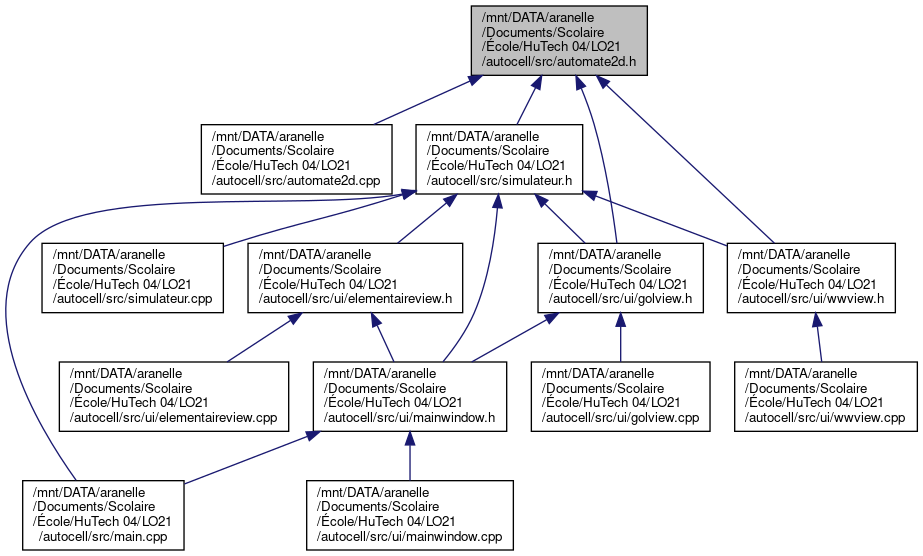 /mnt/DATA/aranelle
/Documents/Scolaire
/École/HuTech 04/LO21
/autocell/src/automate2d.h
/mnt/DATA/aranelle
/Documents/Scolaire
/École/HuTech 04/LO21
/autocell/src/automate2d.cpp
/mnt/DATA/aranelle
/Documents/Scolaire
/École/HuTech 04/LO21
/autocell/src/simulateur.h
/mnt/DATA/aranelle
/Documents/Scolaire
/École/HuTech 04/LO21
/autocell/src/simulateur.cpp
/mnt/DATA/aranelle
/Documents/Scolaire
/École/HuTech 04/LO21
/autocell/src/ui/elementaireview.h
/mnt/DATA/aranelle
/Documents/Scolaire
/École/HuTech 04/LO21
/autocell/src/ui/golview.h
/mnt/DATA/aranelle
/Documents/Scolaire
/École/HuTech 04/LO21
/autocell/src/ui/wwview.h
/mnt/DATA/aranelle
/Documents/Scolaire
/École/HuTech 04/LO21
/autocell/src/ui/elementaireview.cpp
/mnt/DATA/aranelle
/Documents/Scolaire
/École/HuTech 04/LO21
/autocell/src/ui/mainwindow.h
/mnt/DATA/aranelle
/Documents/Scolaire
/École/HuTech 04/LO21
/autocell/src/ui/golview.cpp
/mnt/DATA/aranelle
/Documents/Scolaire
/École/HuTech 04/LO21
/autocell/src/ui/wwview.cpp
/mnt/DATA/aranelle
/Documents/Scolaire
/École/HuTech 04/LO21
/autocell/src/main.cpp
/mnt/DATA/aranelle
/Documents/Scolaire
/École/HuTech 04/LO21
/autocell/src/ui/mainwindow.cpp